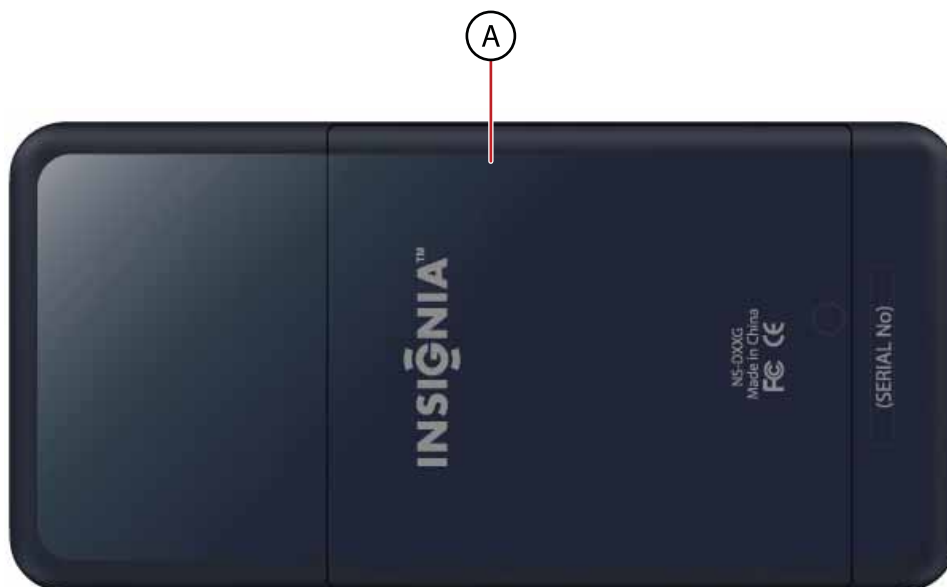 A
INSIGNIA™
NS-DXXG
Made in China
FC CE
(SERIAL No)